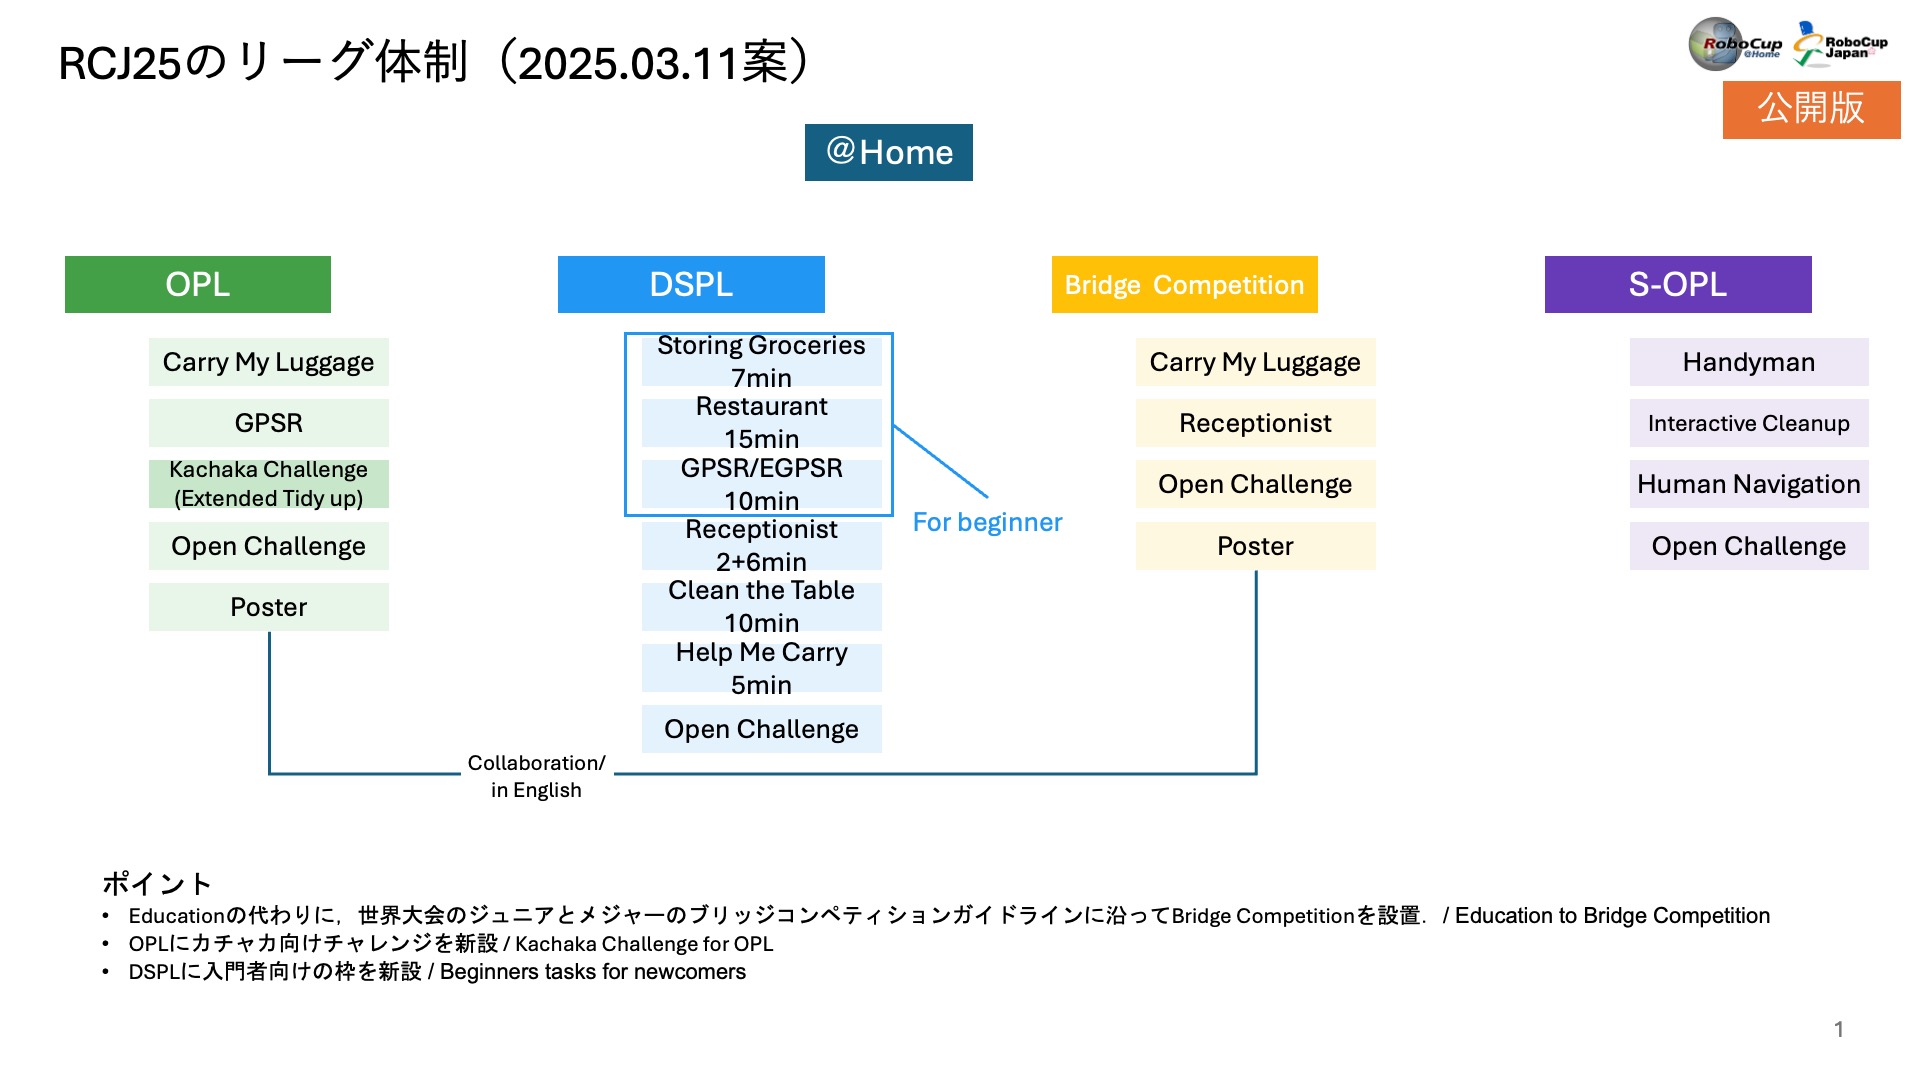 RCJ25のリーグ体制（2025.03.11案）
RoboCup
@Home
RoboCup
Japan
公開版
@Home
OPL
Carry My Luggage
GPSR
Kachaka Challenge
(Extended Tidy up)
Open Challenge
Poster
DSPL
Storing Groceries
7min
Restaurant
15min
GPSR/EGPSR
10min
Receptionist
2+6min
Clean the Table
10min
Help Me Carry
5min
Open Challenge
For beginner
Bridge Competition
Carry My Luggage
Receptionist
Open Challenge
Poster
S-OPL
Handyman
Interactive Cleanup
Human Navigation
Open Challenge
Collaboration/
in English
ポイント
• Educationの代わりに，世界大会のジュニアとメジャーのブリッジコンペティションガイドラインに沿ってBridge Competitionを設置．/ Education to Bridge Competition
• OPLにカチャカ向けチャレンジを新設 / Kachaka Challenge for OPL
• DSPLに入門者向けの枠を新設 / Beginners tasks for newcomers
1